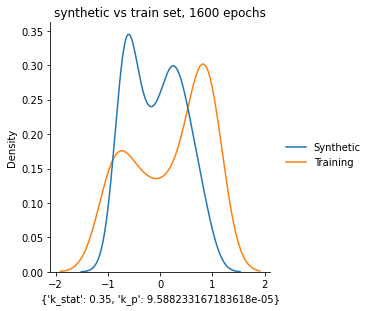 synthetic vs train set, 1600 epochs
0.35
0.30
0.25
0.20
0.15
0.10
0.05
0.00
Density
−2
−1
0
1
2
{'k_stat': 0.35, 'k_p': 9.588233167183618e-05}
Synthetic
Training